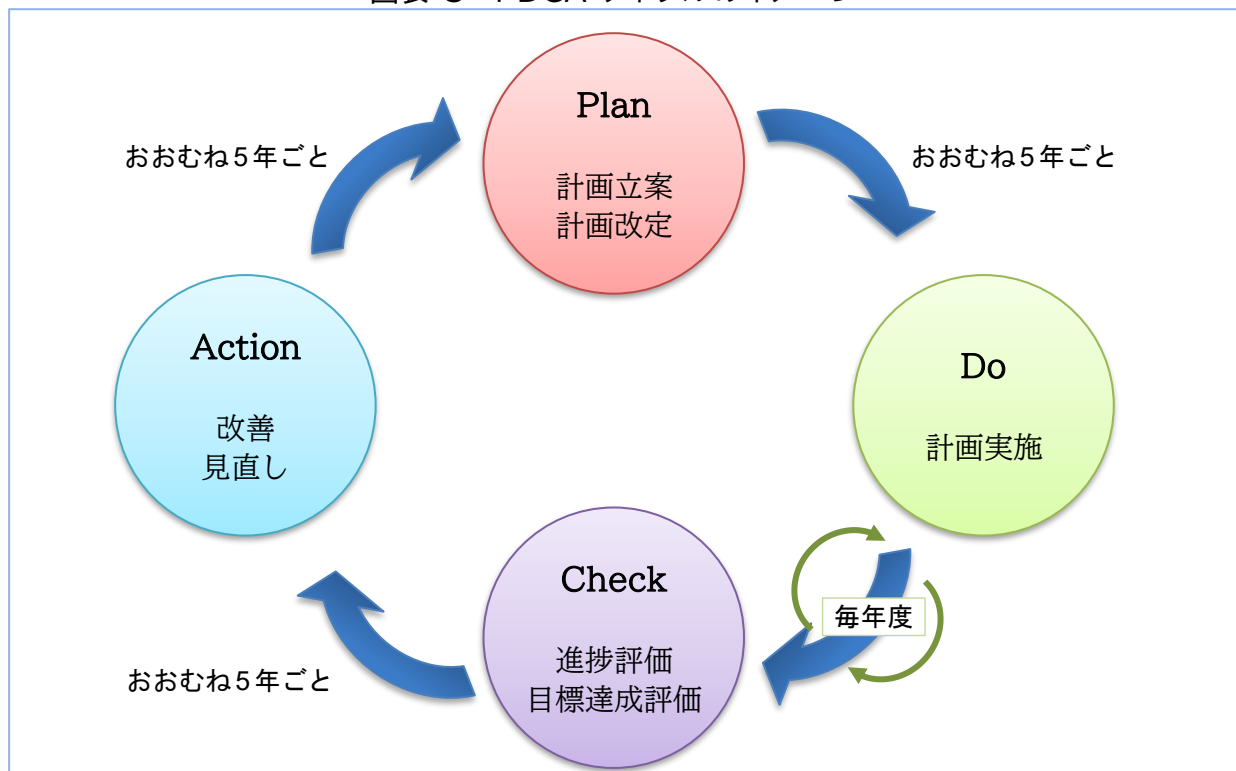 Plan
計画立案
計画改定
おおむね5年ごと
おおむね5年ごと
Action
改善
見直し
Do
計画実施
Check
進捗評価
目標達成評価
毎年度
おおむね5年ごと